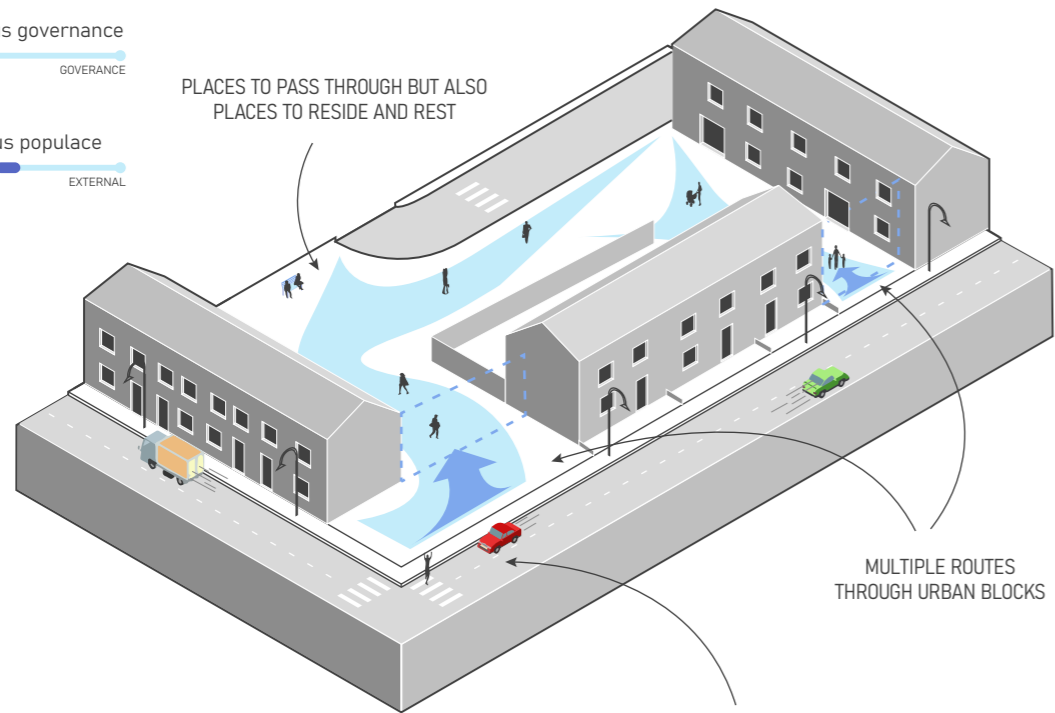 s governance
GOVERANCE
us populace
EXTERNAL
PLACES TO PASS THROUGH BUT ALSO
PLACES TO RESIDE AND REST
MULTIPLE ROUTES
THROUGH URBAN BLOCKS